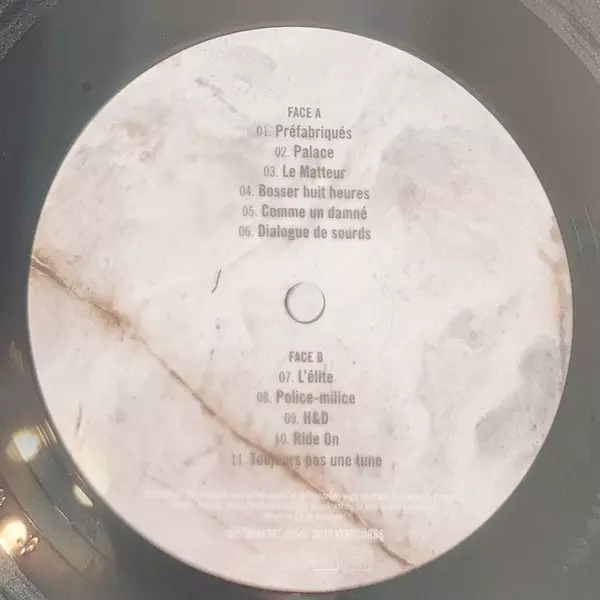 FACE A
01. Préfabriqués
02. Palace
03. Le Matteur
04. Bosser huit heures
05. Comme un damné
06. Dialogue de sourds
FACE B
07. L'élite
08. Police-milice
09. H&D
10. Ride On
11. Toujours pas une tune